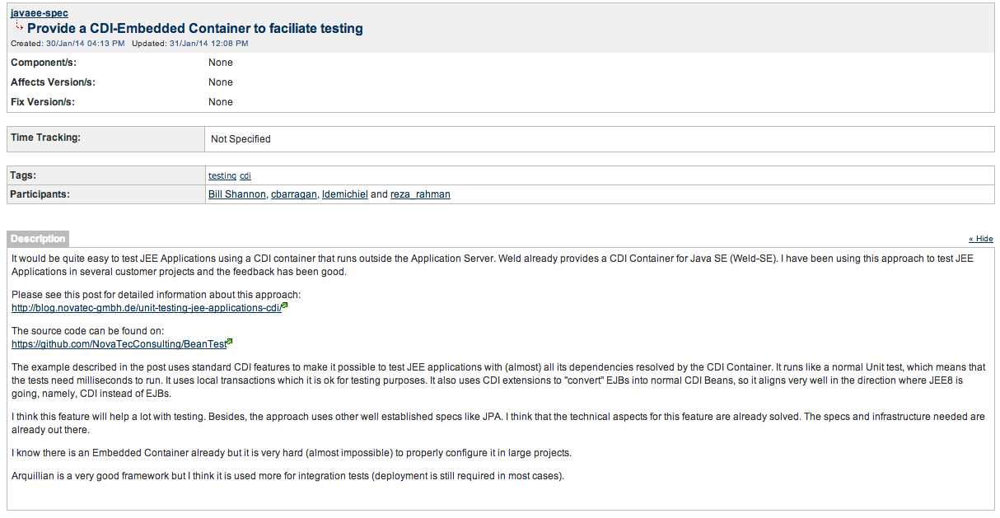 javaee-spec
Provide a CDI-Embedded Container to faciliate testing
Created: 30/Jan/14 04:13 PM Updated: 31/Jan/14 12:08 PM
Component/s: None
Affects Version/s: None
Fix Version/s: None
Time Tracking: Not Specified
Tags: testing cdi
Participants: Bill Shannon, cbarragan, ldemichiel and reza_rahman
Description
« Hide
It would be quite easy to test JEE Applications using a CDI container that runs outside the Application Server. Weld already provides a CDI Container for Java SE (Weld-SE). I have been using this approach to test JEE
Applications in several customer projects and the feedback has been good.
Please see this post for detailed information about this approach:
http://blog.novatec-gmbh.de/unit-testing-jee-applications-cdi/
The source code can be found on:
https://github.com/NovaTecConsulting/BeanTest
The example described in the post uses standard CDI features to make it possible to test JEE applications with (almost) all its dependencies resolved by the CDI Container. It runs like a normal Unit test, which means that
the tests need milliseconds to run. It uses local transactions which it is ok for testing purposes. It also uses CDI extensions to "convert" EJBs into normal CDI Beans, so it aligns very well in the direction where JEE8 is
going, namely, CDI instead of EJBs.
I think this feature will help a lot with testing. Besides, the approach uses other well established specs like JPA. I think that the technical aspects for this feature are already solved. The specs and infrastructure needed are
already out there.
I know there is an Embedded Container already but it is very hard (almost impossible) to properly configure it in large projects.
Arquillian is a very good framework but I think it is used more for integration tests (deployment is still required in most cases).